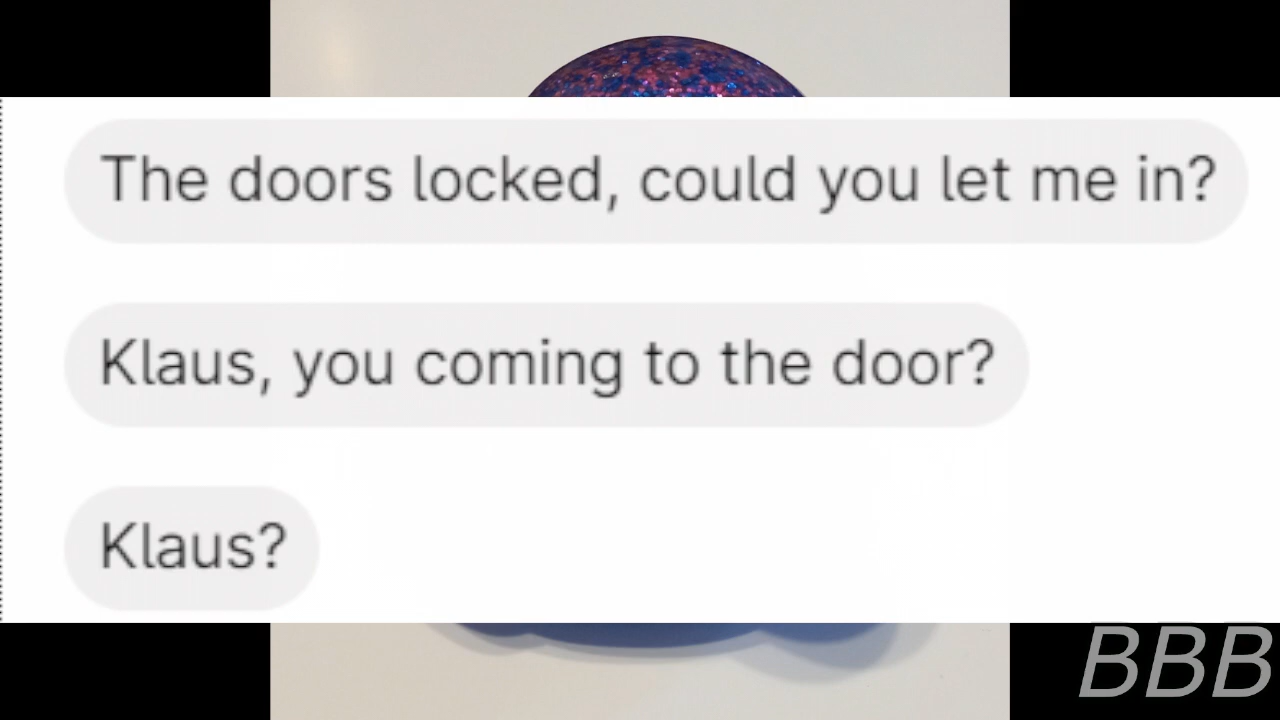 The doors locked, could you let me in?
Klaus, you coming to the door?
Klaus?
BBB